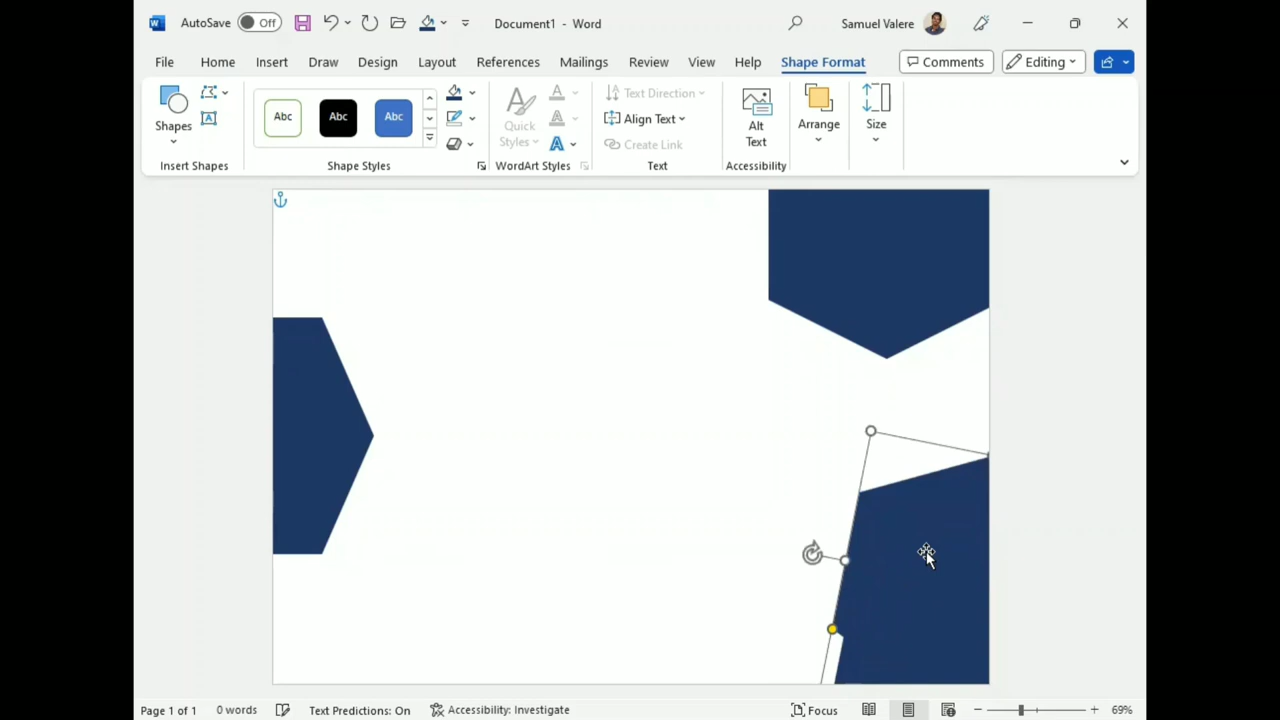 AutoSave Off Document1 - Word Samuel Valere
File Home Insert Draw Design Layout References Mailings Review View Help Shape Format Comments Editing
Shapes
Insert Shapes
Abc Abc Abc
Shape Styles
Quick
Styles
WordArt Styles
Text Direction
Align Text
Create Link
Text
Alt
Text
Accessibility
Arrange
Size
Page 1 of 1 0 words Text Predictions: On Accessibility: Investigate Focus 69%